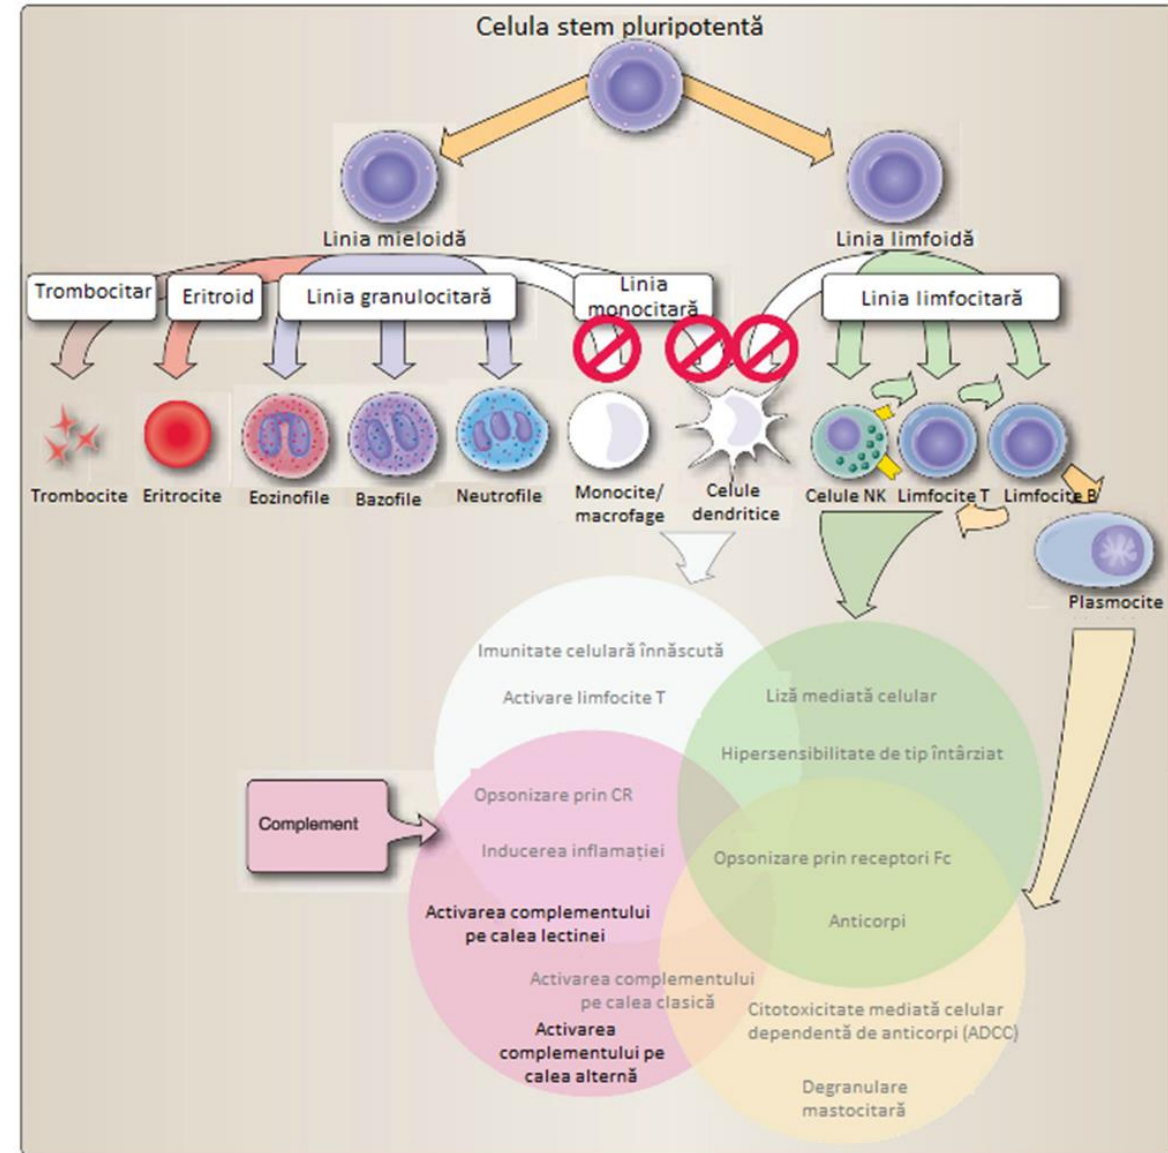 Celula stem pluripotentă
Linia mieloidă
Linia limfoidă
Trombocitar
Eritroid
Linia granulocitară
Linia
monocitară
Linia limfocitară
Trombocite
Eritrocite
Eozinofile
Bazofile
Neutrofile
Monocite/
macrofage
Celule
dendritice
Celule NK
Limfocite T
Limfocite B
Plasmocite
Imunitate celulară înnăscută
Activare limfocite T
Liză mediată celular
Hipersensibilitate de tip întârziat
Complement
Opsonizare prin CR
Inducerea inflamației
Opsonizare prin receptori Fc
Anticorpi
Activarea complementului
pe calea lectinei
Activarea complementului
pe calea clasică
Activarea
complementului pe
calea alternă
Citotoxicitate mediată celular
dependentă de anticorpi (ADCC)
Degranulare
mastocitară